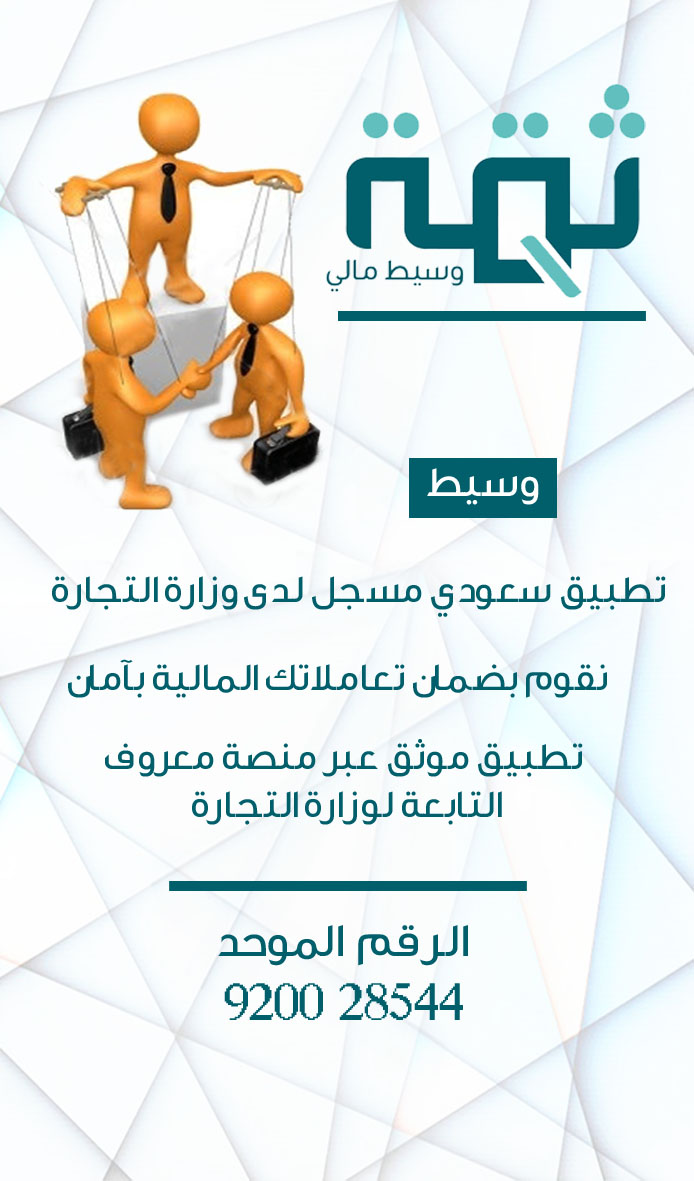 ثقة
وسيط مالي
وسيط
تطبيق سعودي مسجل لدى وزارة التجارة
نقوم بضمان تعاملاتك المالية بآمان
تطبيق موثق عبر منصة معروف
التابعة لوزارة التجارة
الرقم الموحد
9200 28544